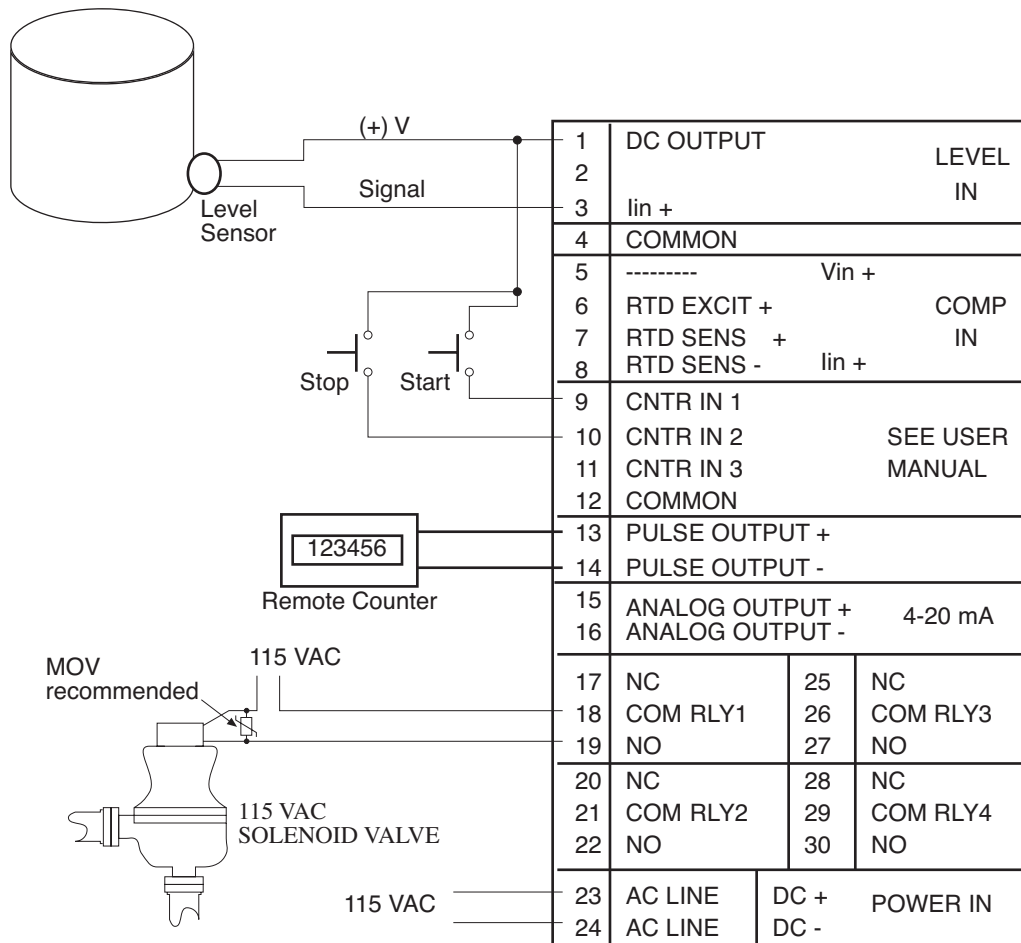 (+) V
Signal
Level
Sensor
Stop
Start
123456
Remote Counter
115 VAC
MOV
recommended
115 VAC
SOLENOID VALVE
115 VAC
1 DC OUTPUT
LEVEL
2
IN
3 Iin +
4 COMMON
5 --------- Vin +
6 RTD EXCIT + COMP
7 RTD SENS + IN
8 RTD SENS - Iin +
9 CNTR IN 1
10 CNTR IN 2 SEE USER
11 CNTR IN 3 MANUAL
12 COMMON
13 PULSE OUTPUT +
14 PULSE OUTPUT -
15 ANALOG OUTPUT + 4-20 mA
16 ANALOG OUTPUT -
17 NC 25 NC
18 COM RLY1 26 COM RLY3
19 NO 27 NO
20 NC 28 NC
21 COM RLY2 29 COM RLY4
22 NO 30 NO
23 AC LINE DC + POWER IN
24 AC LINE DC -